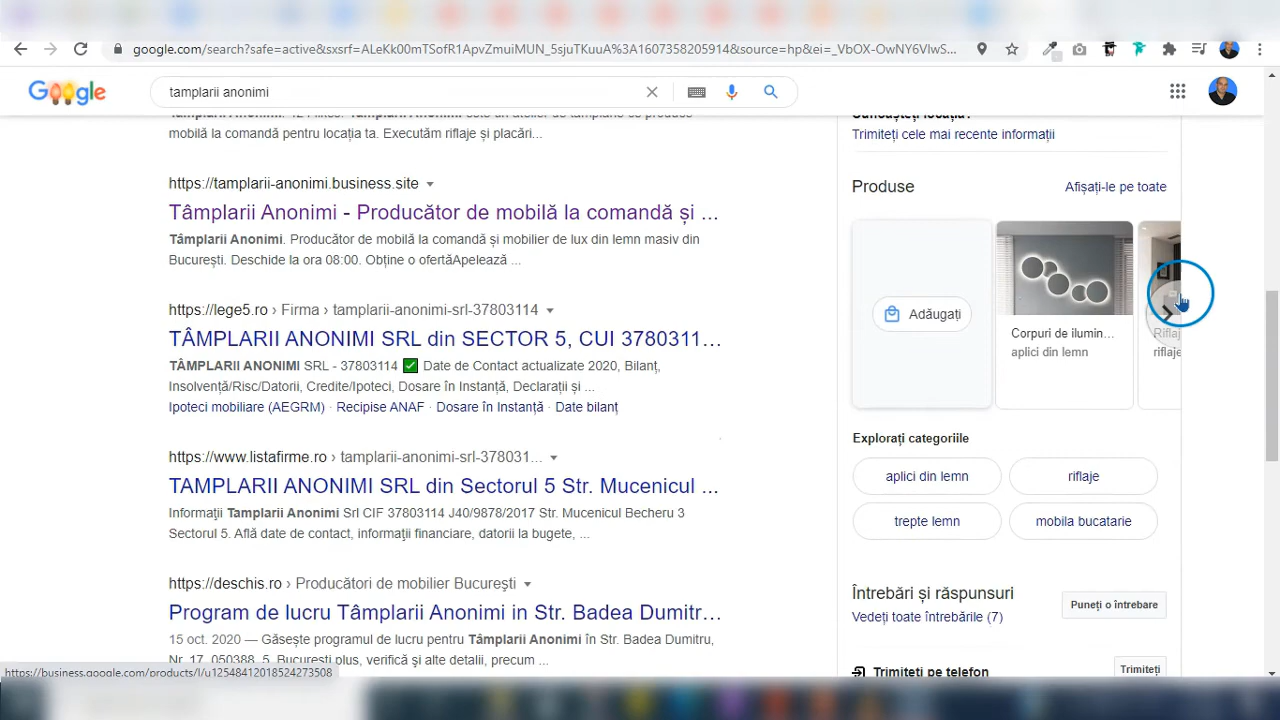 google.com/search?safe=active&sxsrf=ALeKk00mTSofR1ApvZmuiMUN_5sjuTKuuA%3A1607358205914&source=hp&ei=_VbOX-OwNY6VlwS...
Google
tamplarii anonimi
mobilă la comandă pentru locația ta. Executăm riflaje și placări...
https://tamplarii-anonimi.business.site
Tâmplarii Anonimi - Producător de mobilă la comandă și ...
Tâmplarii Anonimi. Producător de mobilă la comandă și mobilier de lux din lemn masiv din
București. Deschide la ora 08:00. Obține o ofertăApelează ...
https://lege5.ro › Firma › tamplarii-anonimi-srl-37803114
TÂMPLARII ANONIMI SRL din SECTOR 5, CUI 3780311...
TÂMPLARII ANONIMI SRL - 37803114 ✅ Date de Contact actualizate 2020, Bilanț,
Insolvență/Risc/Datorii, Credite/Ipoteci, Dosare în Instanță, Declarații și ...
Ipoteci mobiliare (AEGRM) · Recipise ANAF · Dosare în Instanță · Date bilanț
https://www.listafirme.ro › tamplarii-anonimi-srl-378031...
TAMPLARII ANONIMI SRL din Sectorul 5 Str. Mucenicul ...
Informaţii Tamplarii Anonimi Srl CIF 37803114 J40/9878/2017 Str. Mucenicul Becheru 3
Sectorul 5. Află date de contact, informaţii financiare, datorii la bugete, ...
https://deschis.ro › Producători de mobilier București
Program de lucru Tâmplarii Anonimi in Str. Badea Dumitr...
15 oct. 2020 — Găsește programul de lucru pentru Tâmplarii Anonimi în Str. Badea Dumitru,
Nr. 17, 050388, 5, București plus, verifică și alte detalii, precum ...
Trimiteți cele mai recente informații
Produse
Afișați-le pe toate
Adăugați
Corpuri de ilumin...
aplici din lemn
Riflaj
riflaje
Explorați categoriile
aplici din lemn
riflaje
trepte lemn
mobila bucatarie
Întrebări și răspunsuri
Vedeți toate întrebările (7)
Puneți o întrebare
Trimiteți pe telefon
Trimiteți
https://business.google.com/products/l/u12548412018524273508